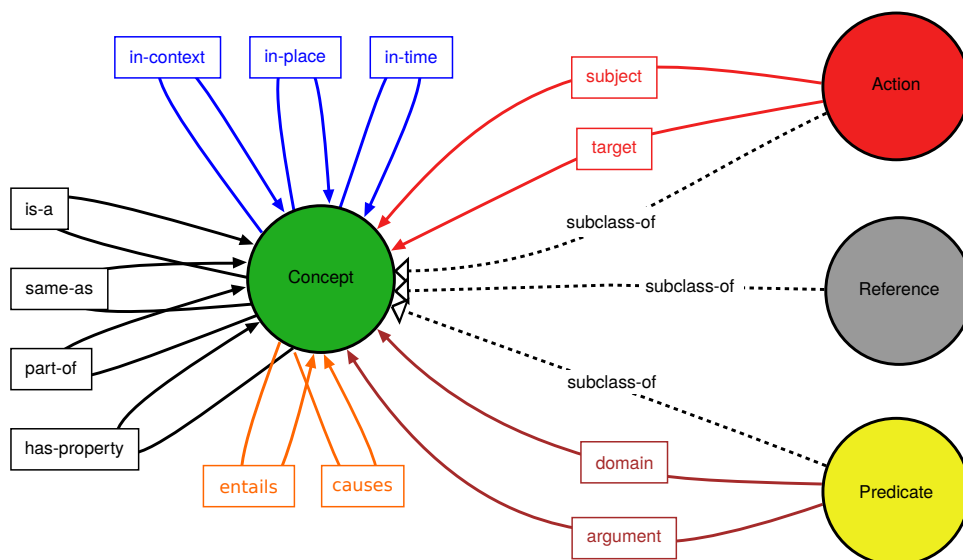 in-context
in-place
in-time
subject
Action
target
is-a
subclass-of
Concept
same-as
subclass-of
Reference
part-of
subclass-of
has-property
domain
entails
causes
Predicate
argument